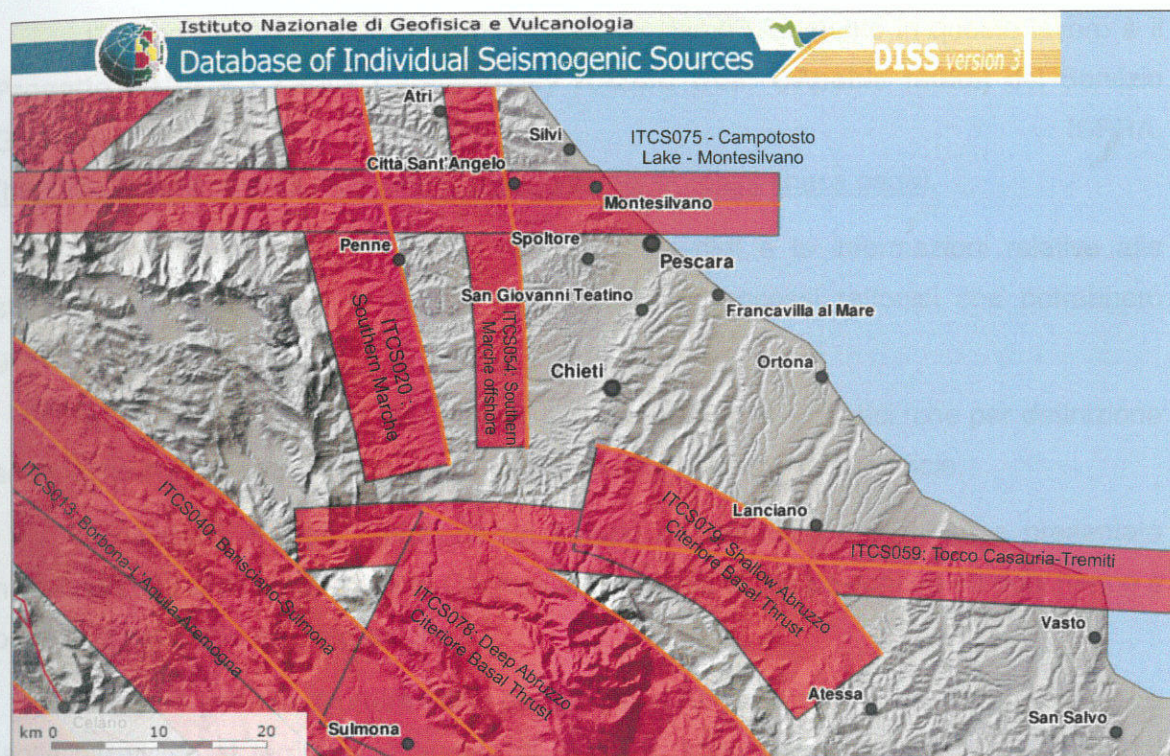 Istituto Nazionale di Geofisica e Vulcanologia
Database of Individual Seismogenic Sources
DISS version 3
Atri
Silvi
ITCS075 - Campotosto
Lake - Montesilvano
Città Sant'Angelo
Montesilvano
Penne
Spoltore
Pescara
San Giovanni Teatino
Francavilla al Mare
ITCS020 :
Southern Marche
ITCS054: Southern
Marche offshore
Chieti
Ortona
ITCS013: Borbona-L'Aquila-Aremogna
ITCS040: Barisciano-Sulmona
ITCS079: Shallow Abruzzo
Citeriore Basal Thrust
Lanciano
ITCS059: Tocco Casauria-Tremiti
ITCS078: Deep Abruzzo
Citeriore Basal Thrust
Vasto
Atessa
San Salvo
Celano
km 0 10 20
Sulmona